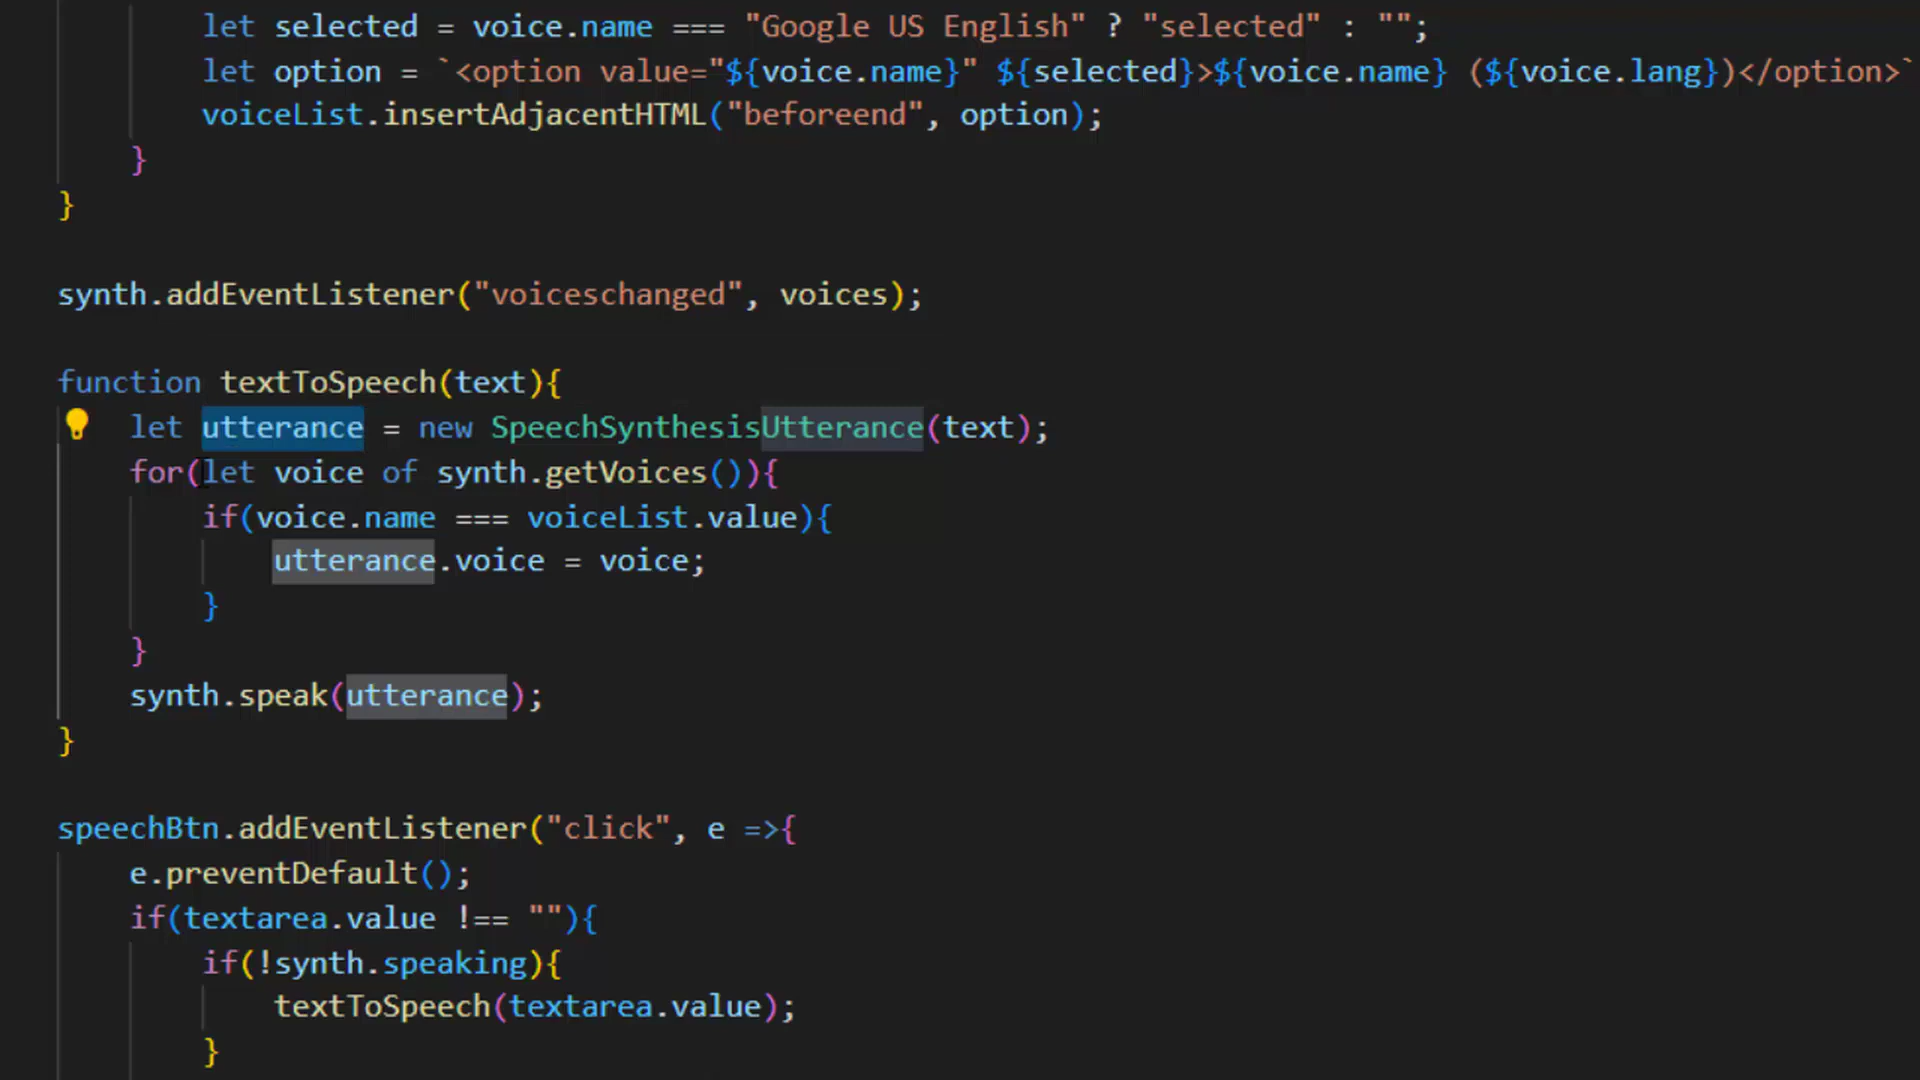 let selected = voice.name === "Google US English" ? "selected" : "";
let option = `<option value="${voice.name}" ${selected}>${voice.name} (${voice.lang})</option>`
voiceList.insertAdjacentHTML("beforeend", option);
}
}
synth.addEventListener("voiceschanged", voices);
function textToSpeech(text){
let utterance = new SpeechSynthesisUtterance(text);
for(let voice of synth.getVoices()){
if(voice.name === voiceList.value){
utterance.voice = voice;
}
}
synth.speak(utterance);
}
speechBtn.addEventListener("click", e =>{
e.preventDefault();
if(textarea.value !== ""){
if(!synth.speaking){
textToSpeech(textarea.value);
}